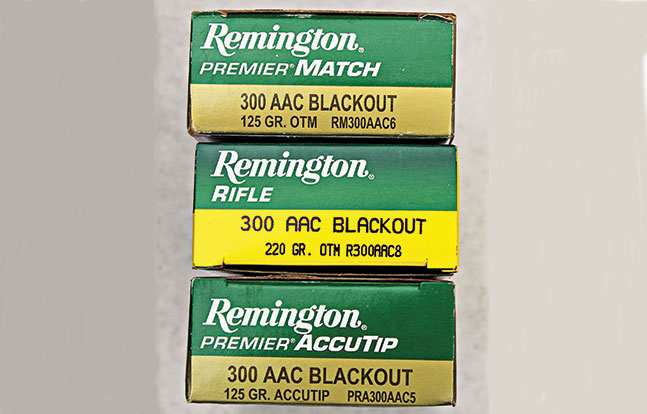 Remington®
PREMIER® MATCH
300 AAC BLACKOUT
125 GR. OTM RM300AAC6
Remington®
RIFLE
300 AAC BLACKOUT
220 GR. OTM R300AAC8
Remington®
PREMIER® ACCUTIP
300 AAC BLACKOUT
125 GR. ACCUTIP PRA300AAC5